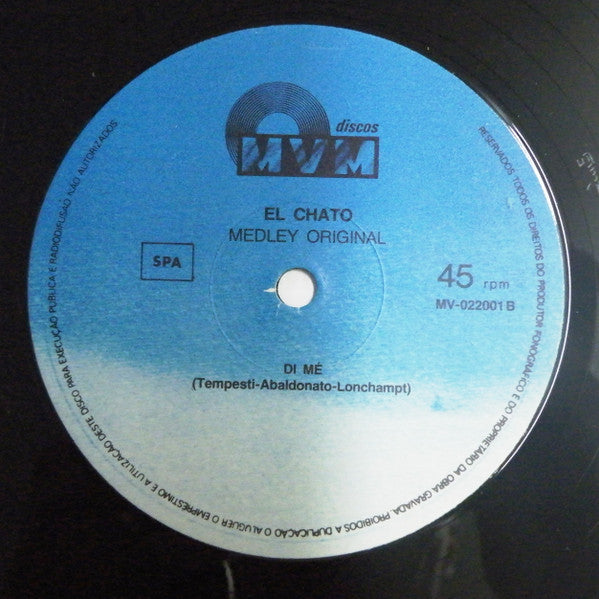 discos
MVM
EL CHATO
MEDLEY ORIGINAL
SPA
45 rpm
MV-022001 B
DI MÉ
(Tempesti-Abaldonato-Lonchampt)
RESERVADOS TODOS OS DIREITOS DO PRODUTOR FONOGRÁFICO E DO PROPRIETÁRIO DA OBRA GRAVADA. PROIBIDOS A DUPLICAÇÃO O ALUGUER O EMPRÉSTIMO E A UTILIZAÇÃO DESTE DISCO PARA EXECUÇÃO PÚBLICA E RADIODIFUSÃO NÃO AUTORIZADOS